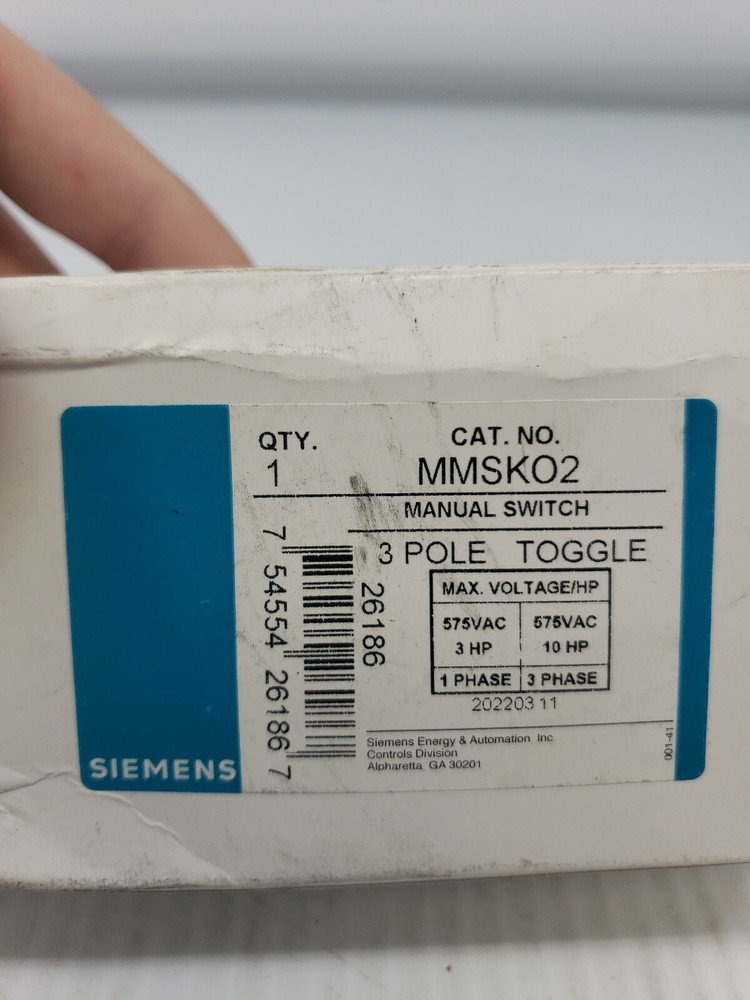 QTY.
1
CAT. NO.
MMSKO2
MANUAL SWITCH
3 POLE TOGGLE
MAX. VOLTAGE/HP
575VAC
3 HP
1 PHASE
575VAC
10 HP
3 PHASE
20220311
Siemens Energy & Automation Inc
Controls Division
Alpharetta, GA 30201
001-41
7 54554 26186 7
26186
SIEMENS